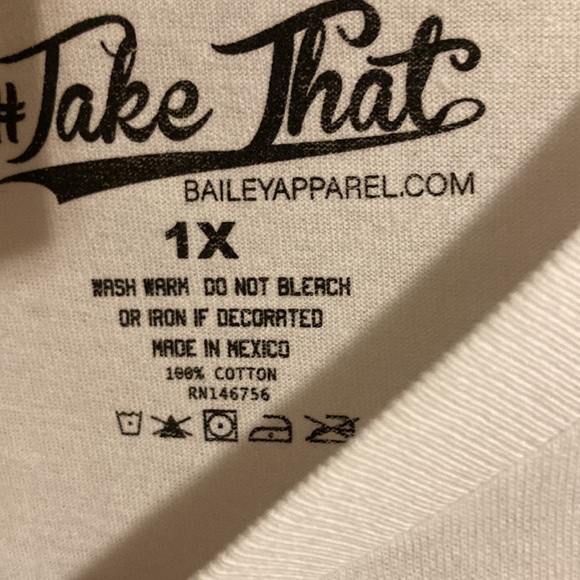 #Take That
BAILEYAPPAREL.COM
1X
WASH WARM DO NOT BLEACH
OR IRON IF DECORATED
MADE IN MEXICO
100% COTTON
RN146756